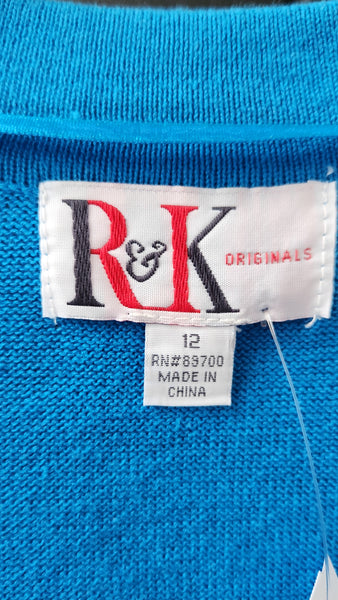 R&K ORIGINALS
12
RN#89700
MADE IN
CHINA